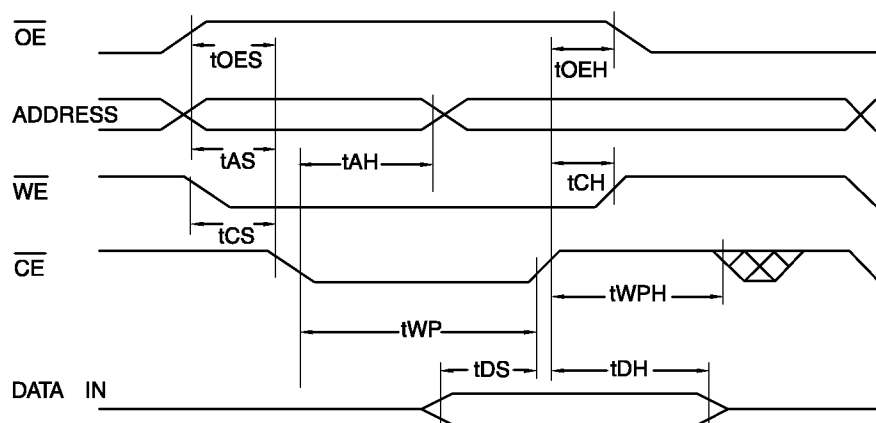 OE
tOES
tOEH
ADDRESS
tAS
tAH
tCH
WE
tCS
CE
tWPH
tWP
tDS
tDH
DATA IN